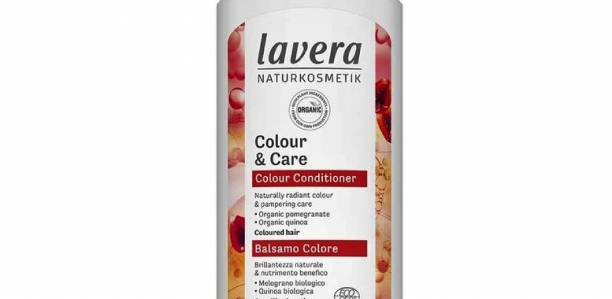 lavera
NATURKOSMETIK
ORGANIC
Colour
& Care
Colour Conditioner
Naturally radiant colour
& pampering care
• Organic pomegranate
• Organic quinoa
Coloured hair
Balsamo Colore
Brillantezza naturale
& nutrimento benefico
• Melograno biologico
• Quinoa biologica
ECO